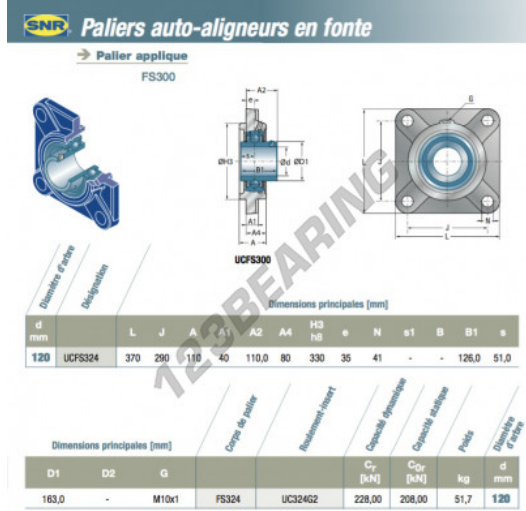 SNR Paliers auto-aligneurs en fonte
Palier applique
FS300
A2
e
G
ØH3
s
B1
Ød
ØD1
L
J
A1
A4
A
N
J
L
UCFS300
123BEARING
Diamètre d'arbre
Désignation
Dimensions principales [mm]
d mm L J A A1 A2 A4 H3 h8 e N s1 B B1 s
120 UCFS324 370 290 110 40 110,0 80 330 35 41 - - 126,0 51,0
Dimensions principales [mm]
Corps de palier
Roulement-insert
Capacité dynamique
Capacité statique
Poids
Diamètre d'arbre
D1 D2 G Cr [kN] C0r [kN] kg d mm
163,0 - M10x1 FS324 UC324G2 228,00 208,00 51,7 120